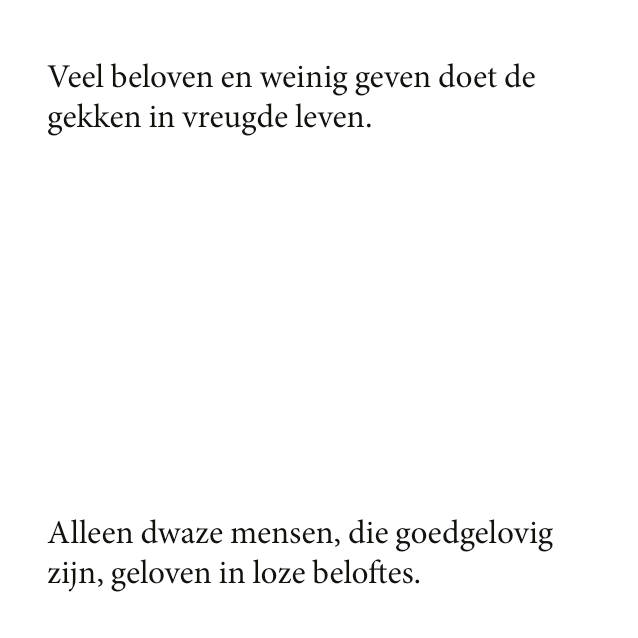 Veel beloven en weinig geven doet de
gekken in vreugde leven.
Alleen dwaze mensen, die goedgelovig
zijn, geloven in loze beloftes.